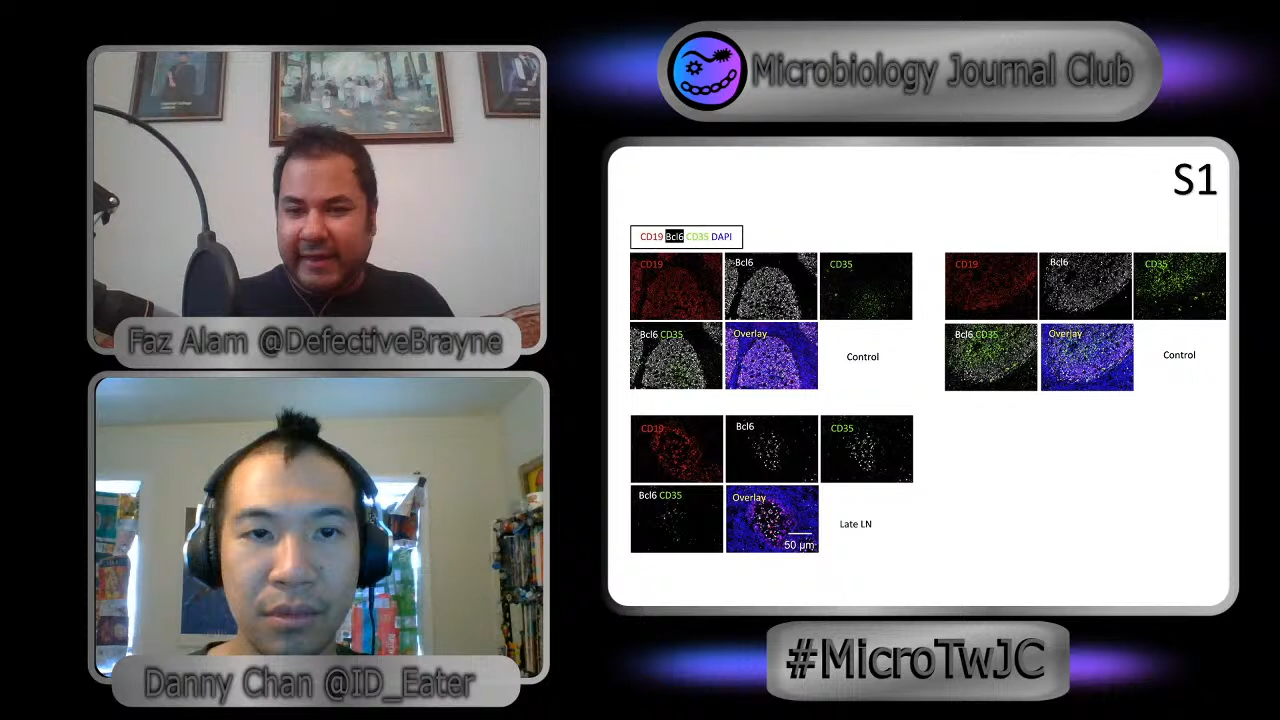 Microbiology Journal Club
S1
CD19 Bcl6 CD35 DAPI
CD19 Bcl6 CD35
Bcl6 CD35 Overlay Control
CD19 Bcl6 CD35
Bcl6 CD35 Overlay Control
CD19 Bcl6 CD35
Bcl6 CD35 Overlay Late LN
50 µm
Faz Alam @DefectiveBrayne
Danny Chan @ID_Eater
#MicroTwJC